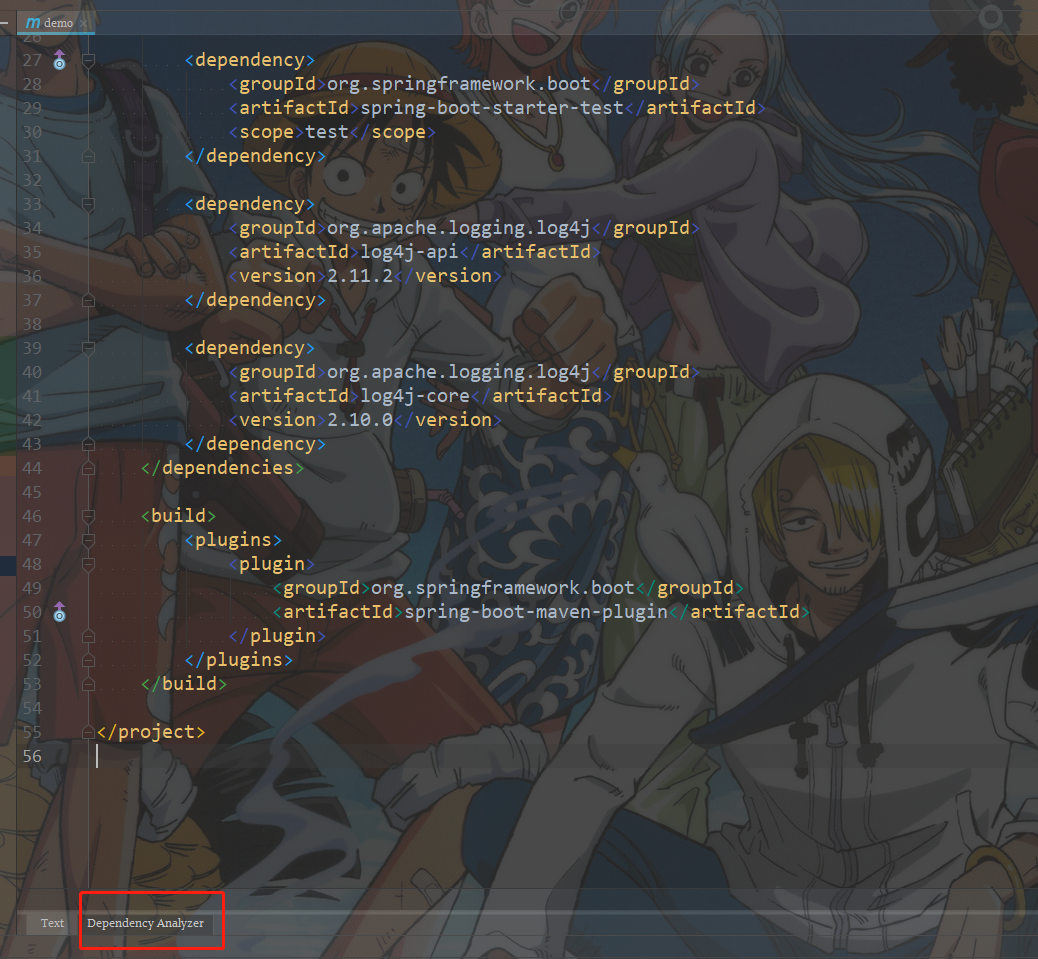 m demo
26
27 <dependency>
28 <groupId>org.springframework.boot</groupId>
29 <artifactId>spring-boot-starter-test</artifactId>
30 <scope>test</scope>
31 </dependency>
32
33 <dependency>
34 <groupId>org.apache.logging.log4j</groupId>
35 <artifactId>log4j-api</artifactId>
36 <version>2.11.2</version>
37 </dependency>
38
39 <dependency>
40 <groupId>org.apache.logging.log4j</groupId>
41 <artifactId>log4j-core</artifactId>
42 <version>2.10.0</version>
43 </dependency>
44 </dependencies>
45
46 <build>
47 <plugins>
48 <plugin>
49 <groupId>org.springframework.boot</groupId>
50 <artifactId>spring-boot-maven-plugin</artifactId>
51 </plugin>
52 </plugins>
53 </build>
54
55 </project>
56
Text Dependency Analyzer